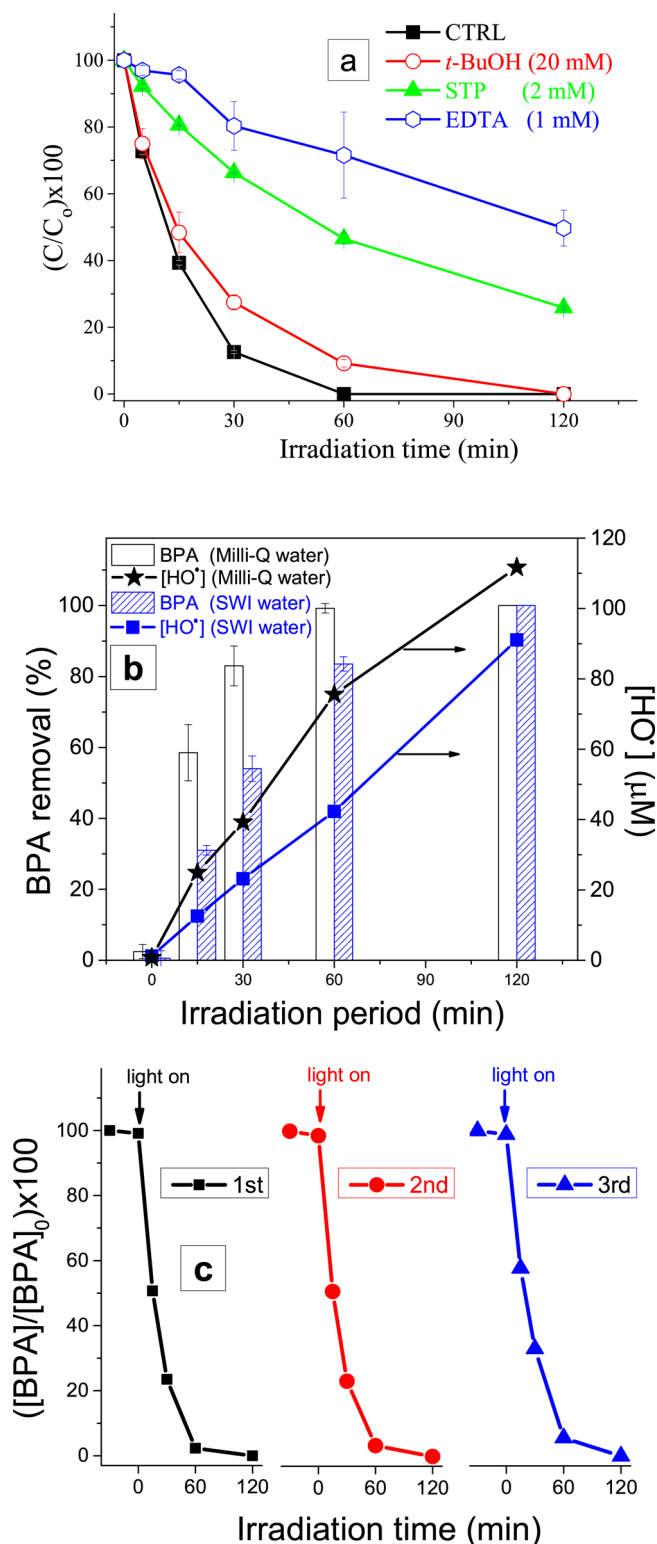 a
CTRL
t-BuOH (20 mM)
STP (2 mM)
EDTA (1 mM)
(C/Co)x100
100
80
60
40
20
0
0 30 60 90 120
Irradiation time (min)
b
BPA (Milli-Q water)
[HO•] (Milli-Q water)
BPA (SWI water)
[HO•] (SWI water)
BPA removal (%)
100
80
60
40
20
0
[HO•] (µM)
120
100
80
60
40
20
0
0 30 60 90 120
Irradiation period (min)
light on light on light on
1st 2nd 3rd
c
([BPA]/[BPA]0)x100
100
80
60
40
20
0
0 60 120 0 60 120 0 60 120
Irradiation time (min)